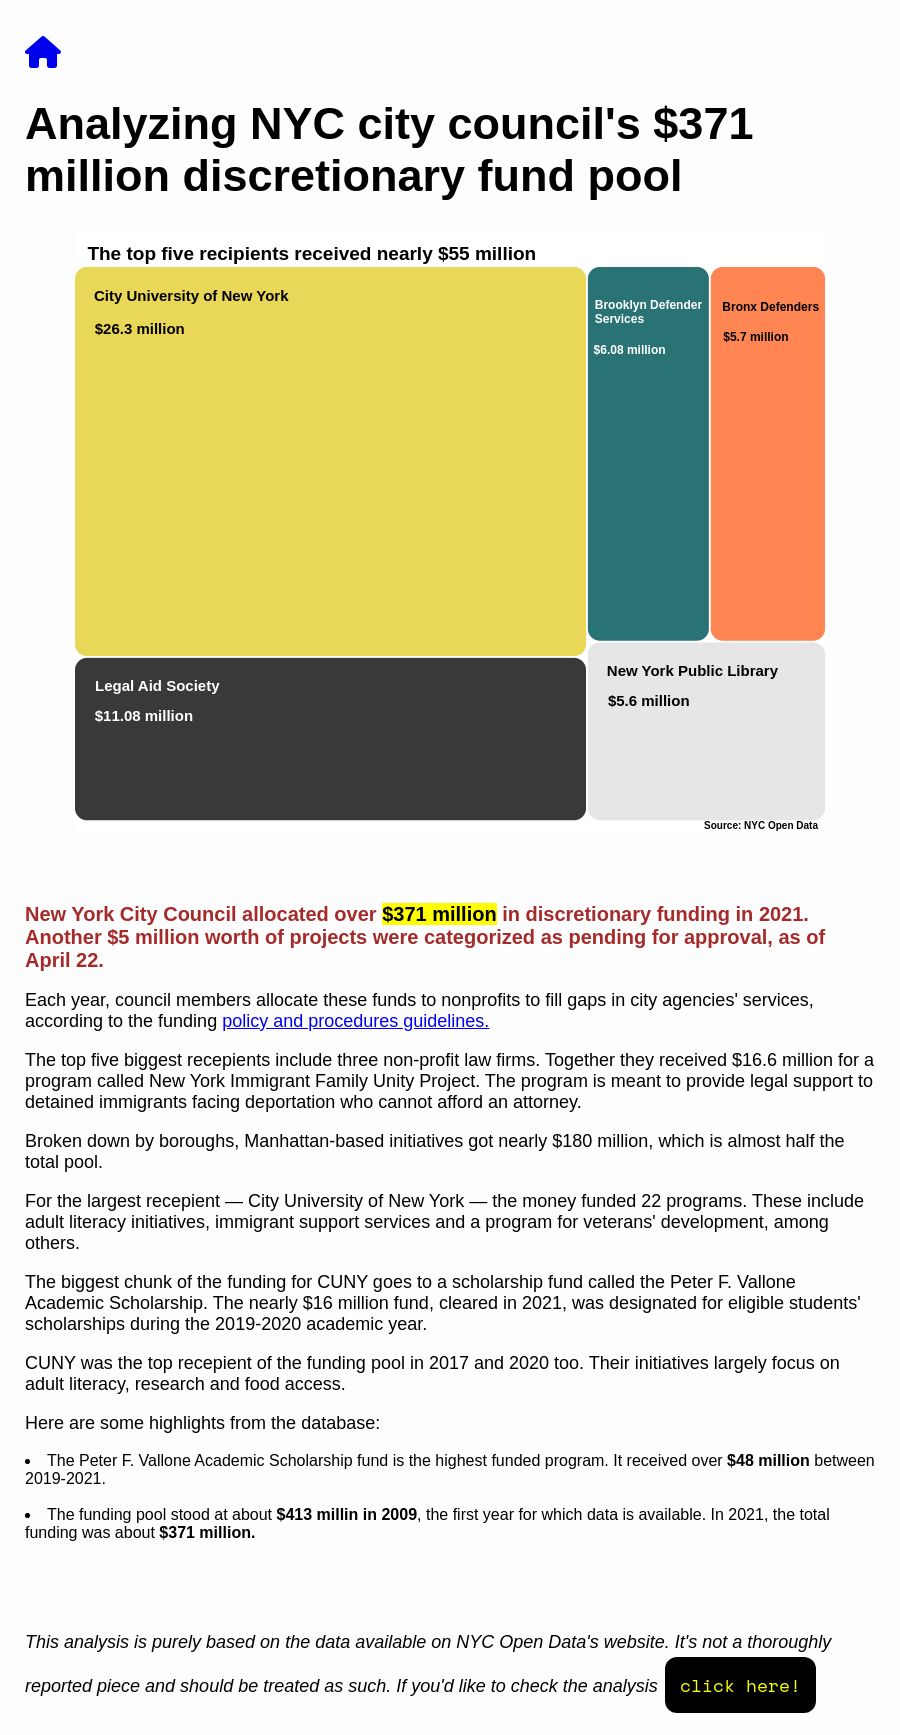 Analyzing NYC city council's $371
million discretionary fund pool
The top five recipients received nearly $55 million
City University of New York
$26.3 million
Brooklyn Defender
Services
$6.08 million
Bronx Defenders
$5.7 million
Legal Aid Society
$11.08 million
New York Public Library
$5.6 million
Source: NYC Open Data
New York City Council allocated over $371 million in discretionary funding in 2021.
Another $5 million worth of projects were categorized as pending for approval, as of
April 22.
Each year, council members allocate these funds to nonprofits to fill gaps in city agencies' services,
according to the funding policy and procedures guidelines.
The top five biggest recepients include three non-profit law firms. Together they received $16.6 million for a
program called New York Immigrant Family Unity Project. The program is meant to provide legal support to
detained immigrants facing deportation who cannot afford an attorney.
Broken down by boroughs, Manhattan-based initiatives got nearly $180 million, which is almost half the
total pool.
For the largest recepient — City University of New York — the money funded 22 programs. These include
adult literacy initiatives, immigrant support services and a program for veterans' development, among
others.
The biggest chunk of the funding for CUNY goes to a scholarship fund called the Peter F. Vallone
Academic Scholarship. The nearly $16 million fund, cleared in 2021, was designated for eligible students'
scholarships during the 2019-2020 academic year.
CUNY was the top recepient of the funding pool in 2017 and 2020 too. Their initiatives largely focus on
adult literacy, research and food access.
Here are some highlights from the database:
• The Peter F. Vallone Academic Scholarship fund is the highest funded program. It received over $48 million between
2019-2021.
• The funding pool stood at about $413 millin in 2009, the first year for which data is available. In 2021, the total
funding was about $371 million.
This analysis is purely based on the data available on NYC Open Data's website. It's not a thoroughly
reported piece and should be treated as such. If you'd like to check the analysis click here!